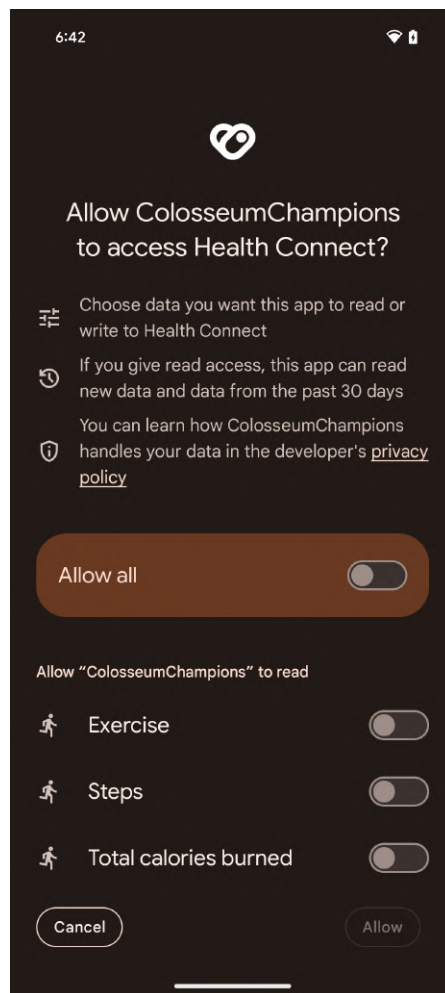 6:42
Allow ColosseumChampions
to access Health Connect?
Choose data you want this app to read or
write to Health Connect
If you give read access, this app can read
new data and data from the past 30 days
You can learn how ColosseumChampions
handles your data in the developer's privacy
policy
Allow all
Allow “ColosseumChampions” to read
Exercise
Steps
Total calories burned
Cancel
Allow